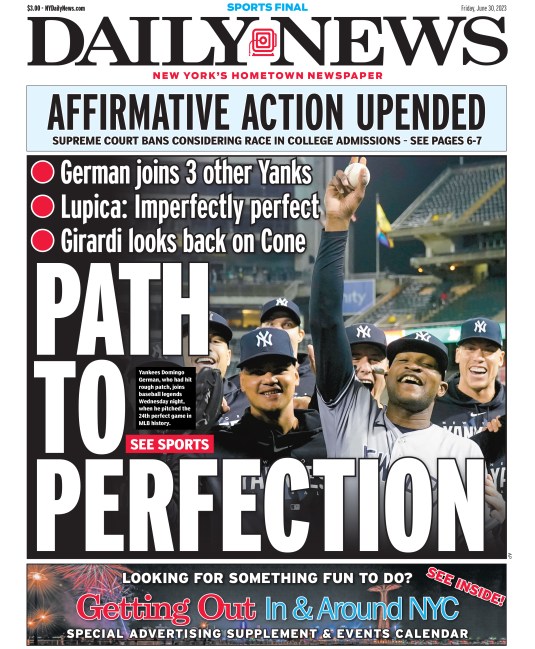 $3.00 · NYDailyNews.com
SPORTS FINAL
Friday, June 30, 2023
DAILY NEWS
NEW YORK'S HOMETOWN NEWSPAPER
AFFIRMATIVE ACTION UPENDED
SUPREME COURT BANS CONSIDERING RACE IN COLLEGE ADMISSIONS - SEE PAGES 6-7
German joins 3 other Yanks
Lupica: Imperfectly perfect
Girardi looks back on Cone
PATH
TO
PERFECTION
Yankees Domingo
German, who had hit
rough patch, joins
baseball legends
Wednesday night,
when he pitched the
24th perfect game in
MLB history.
SEE SPORTS
AP
LOOKING FOR SOMETHING FUN TO DO?
SEE INSIDE!
Getting Out In & Around NYC
SPECIAL ADVERTISING SUPPLEMENT & EVENTS CALENDAR